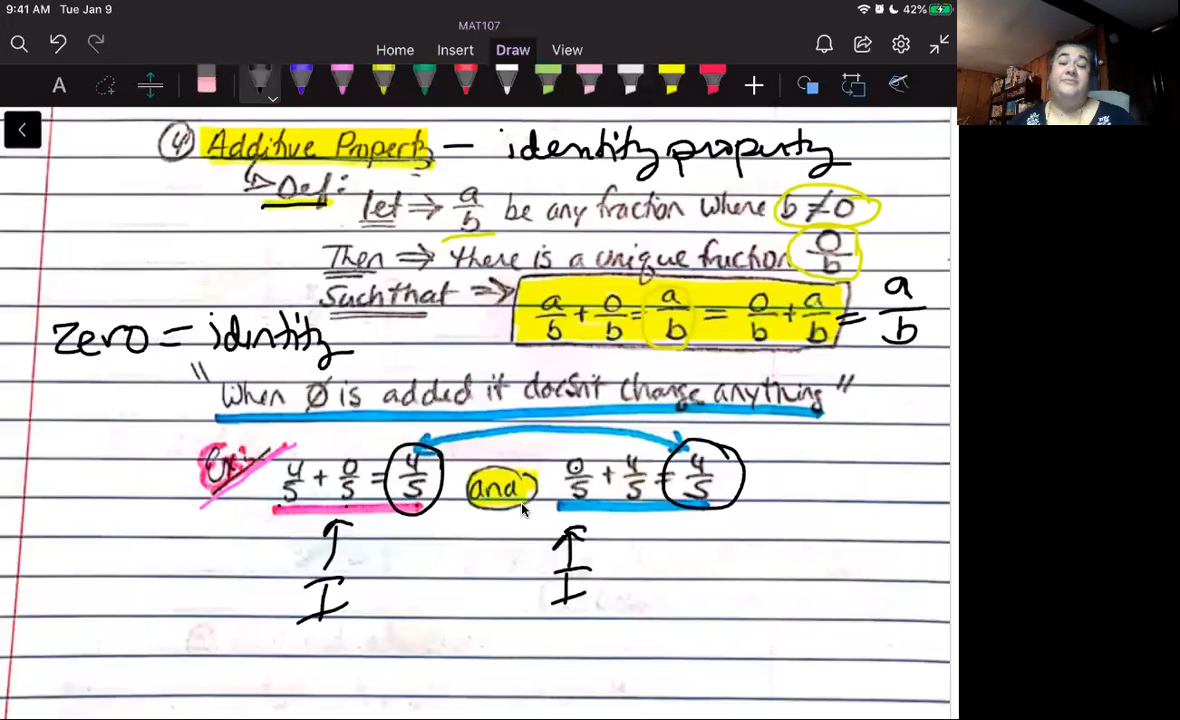 9:41 AM Tue Jan 9
42%
MAT107
Home Insert Draw View
A
④ Additive Property – identity property
Def:
let ⇒ a/b be any fraction where b≠0
Then ⇒ there is a unique fraction 0/b
Such that ⇒ a/b + 0/b = a/b = 0/b + a/b = a/b
Zero = identity
"When 0 is added it doesn't change anything"
Ex: 4/5 + 0/5 = 4/5 and 0/5 + 4/5 = 4/5
↑ ↑
I I